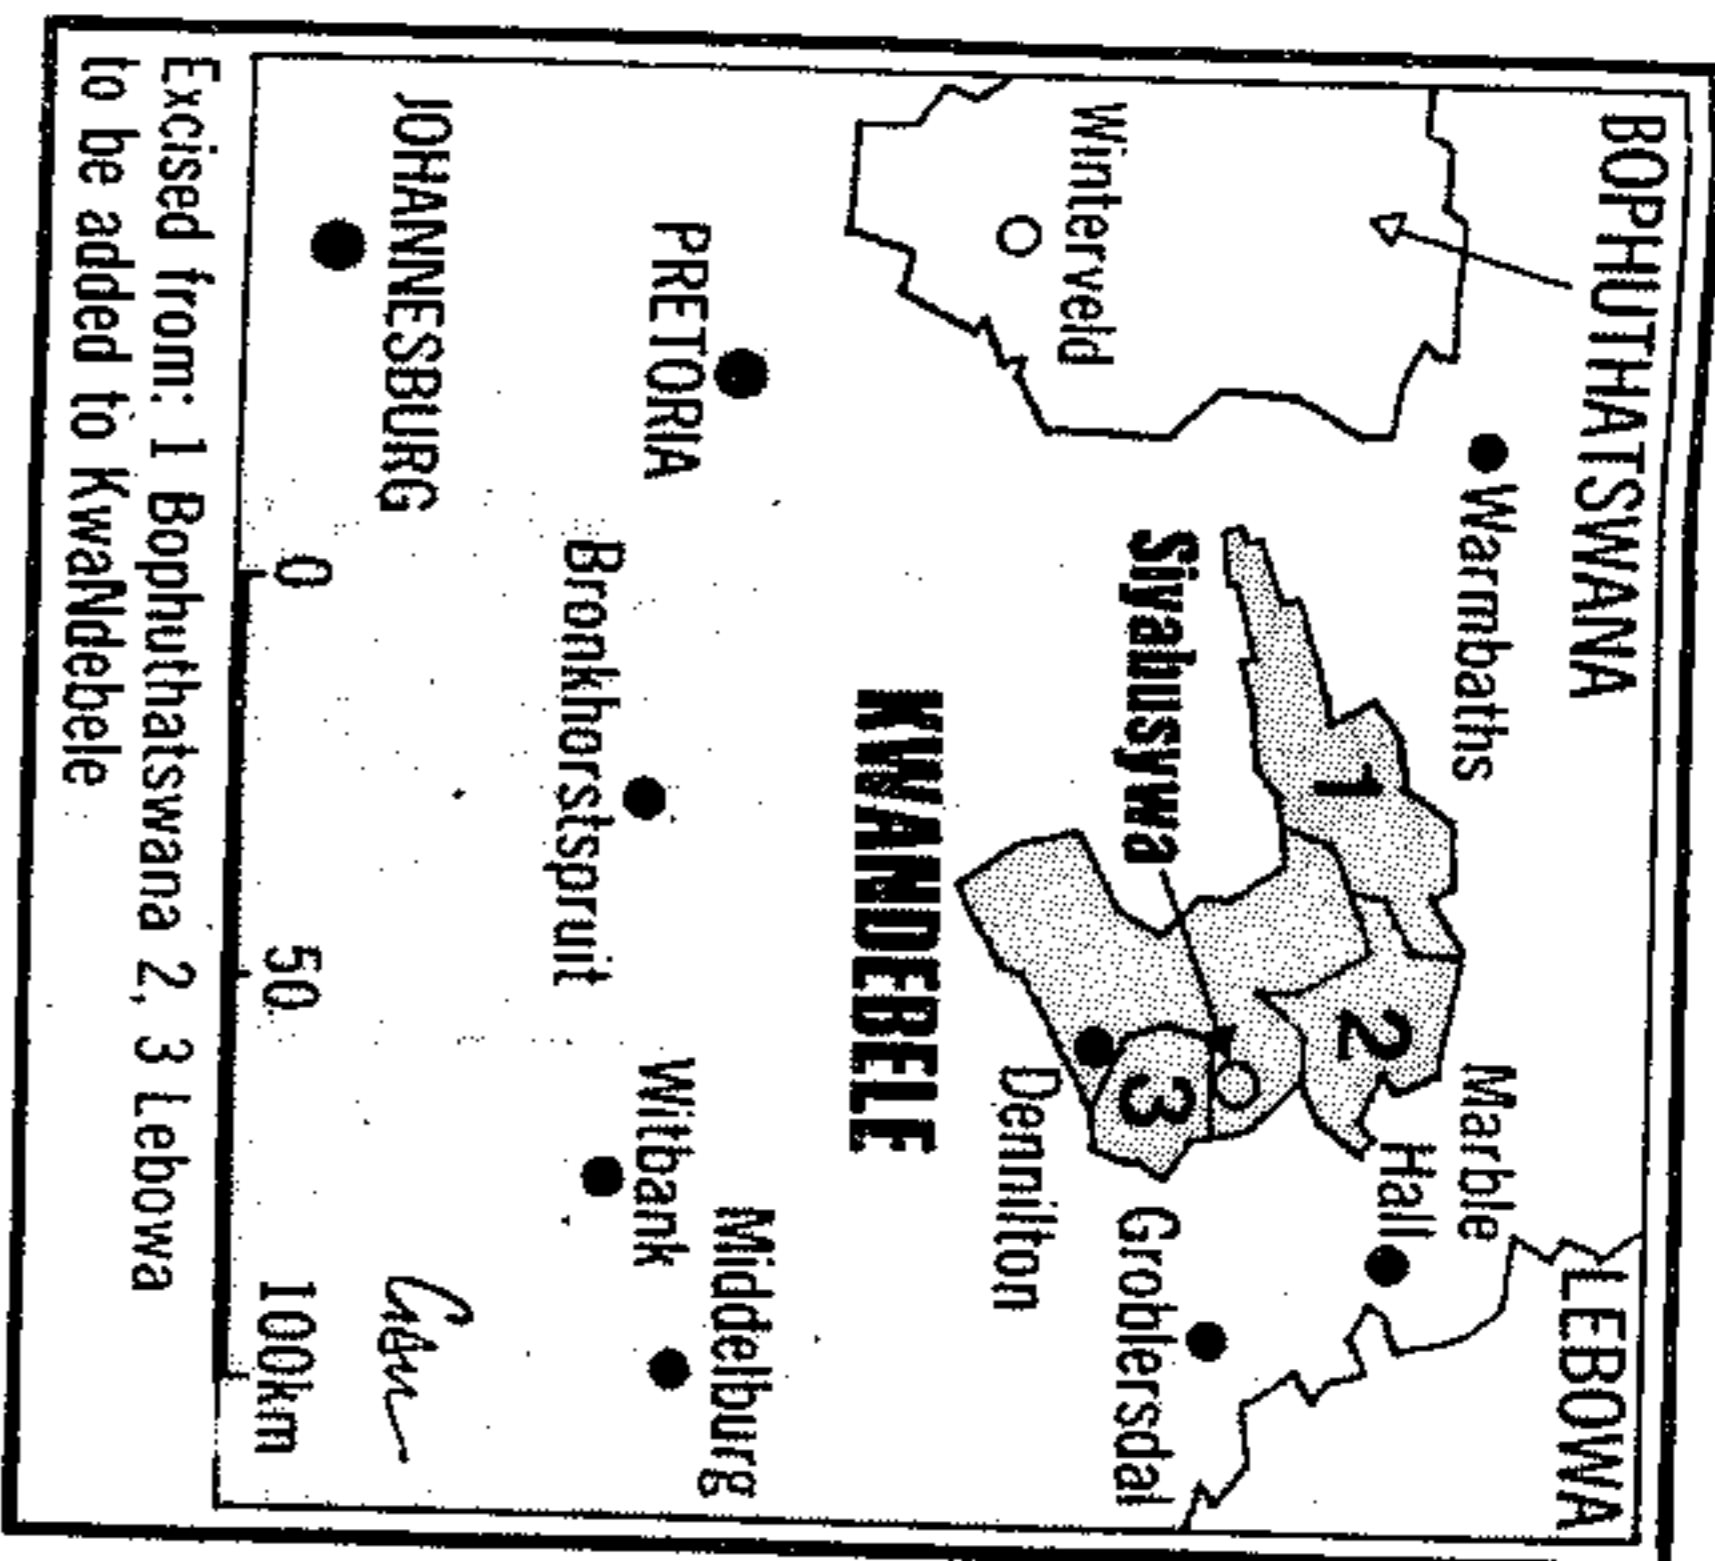 BOPHUTHATSWANA
LEBOWA
Warmbaths
Marble
Hall
1
2
Winterveld
Siyabusywa
3
Groblersdal
Dennilton
KWANDEBELE
PRETORIA
Middelburg
Witbank
Bronkhorstspruit
JOHANNESBURG
0
50
100km
Excised from: 1 Bophuthatswana 2, 3 Lebowa
to be added to KwaNdebele